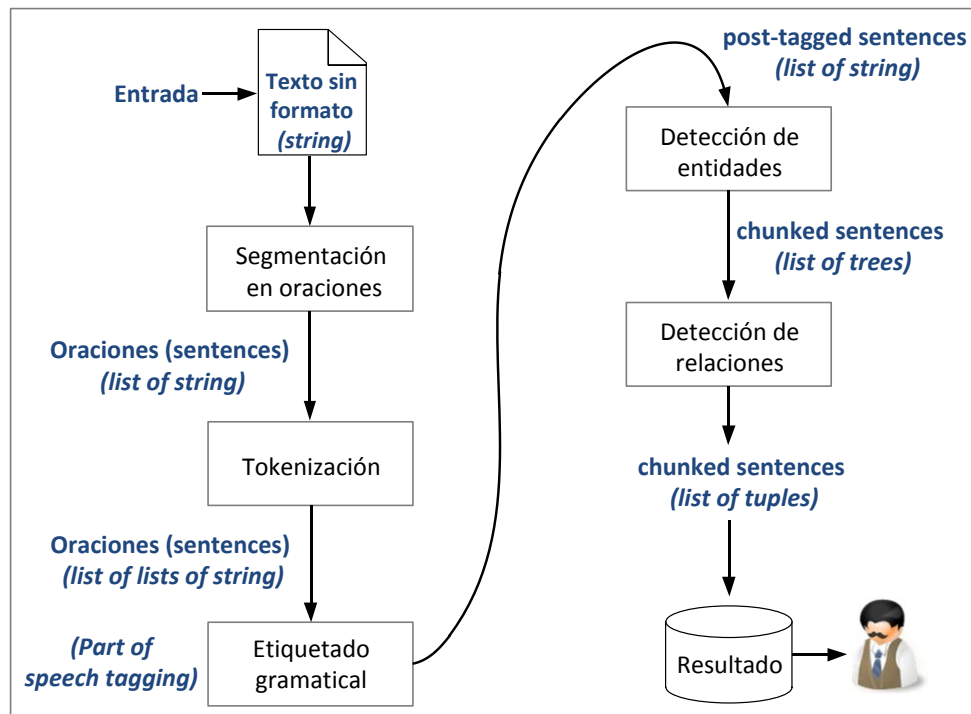 Entrada
Texto sin
formato
(string)
Segmentación
en oraciones
Oraciones (sentences)
(list of string)
Tokenización
Oraciones (sentences)
(list of lists of string)
(Part of
speech tagging)
Etiquetado
gramatical
post-tagged sentences
(list of string)
Detección de
entidades
chunked sentences
(list of trees)
Detección de
relaciones
chunked sentences
(list of tuples)
Resultado